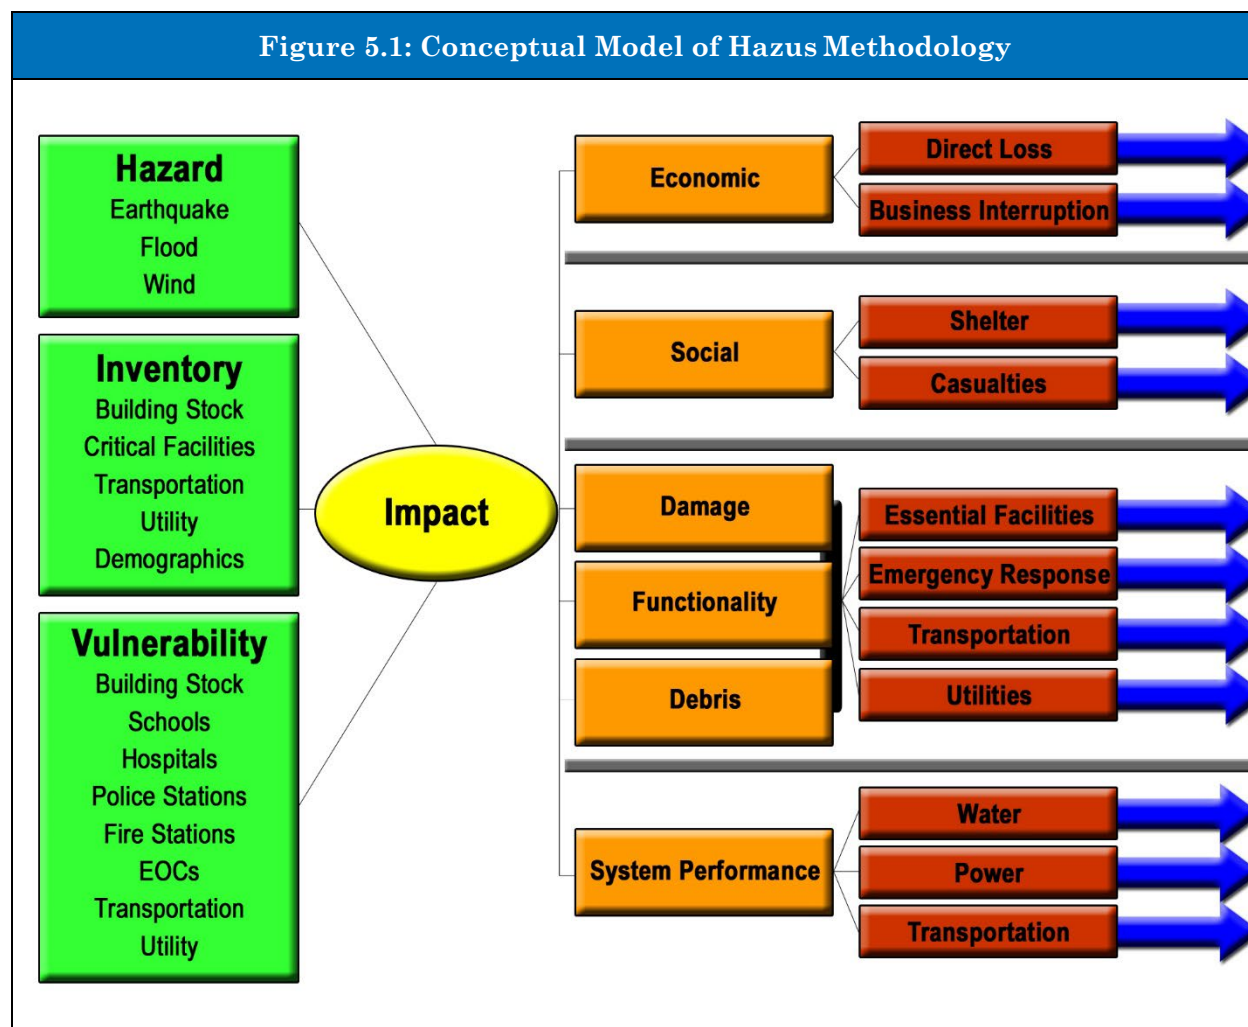 Figure 5.1: Conceptual Model of Hazus Methodology
Hazard
Earthquake
Flood
Wind
Inventory
Building Stock
Critical Facilities
Transportation
Utility
Demographics
Vulnerability
Building Stock
Schools
Hospitals
Police Stations
Fire Stations
EOCs
Transportation
Utility
Impact
Economic
Direct Loss
Business Interruption
Social
Shelter
Casualties
Damage
Functionality
Debris
Essential Facilities
Emergency Response
Transportation
Utilities
System Performance
Water
Power
Transportation